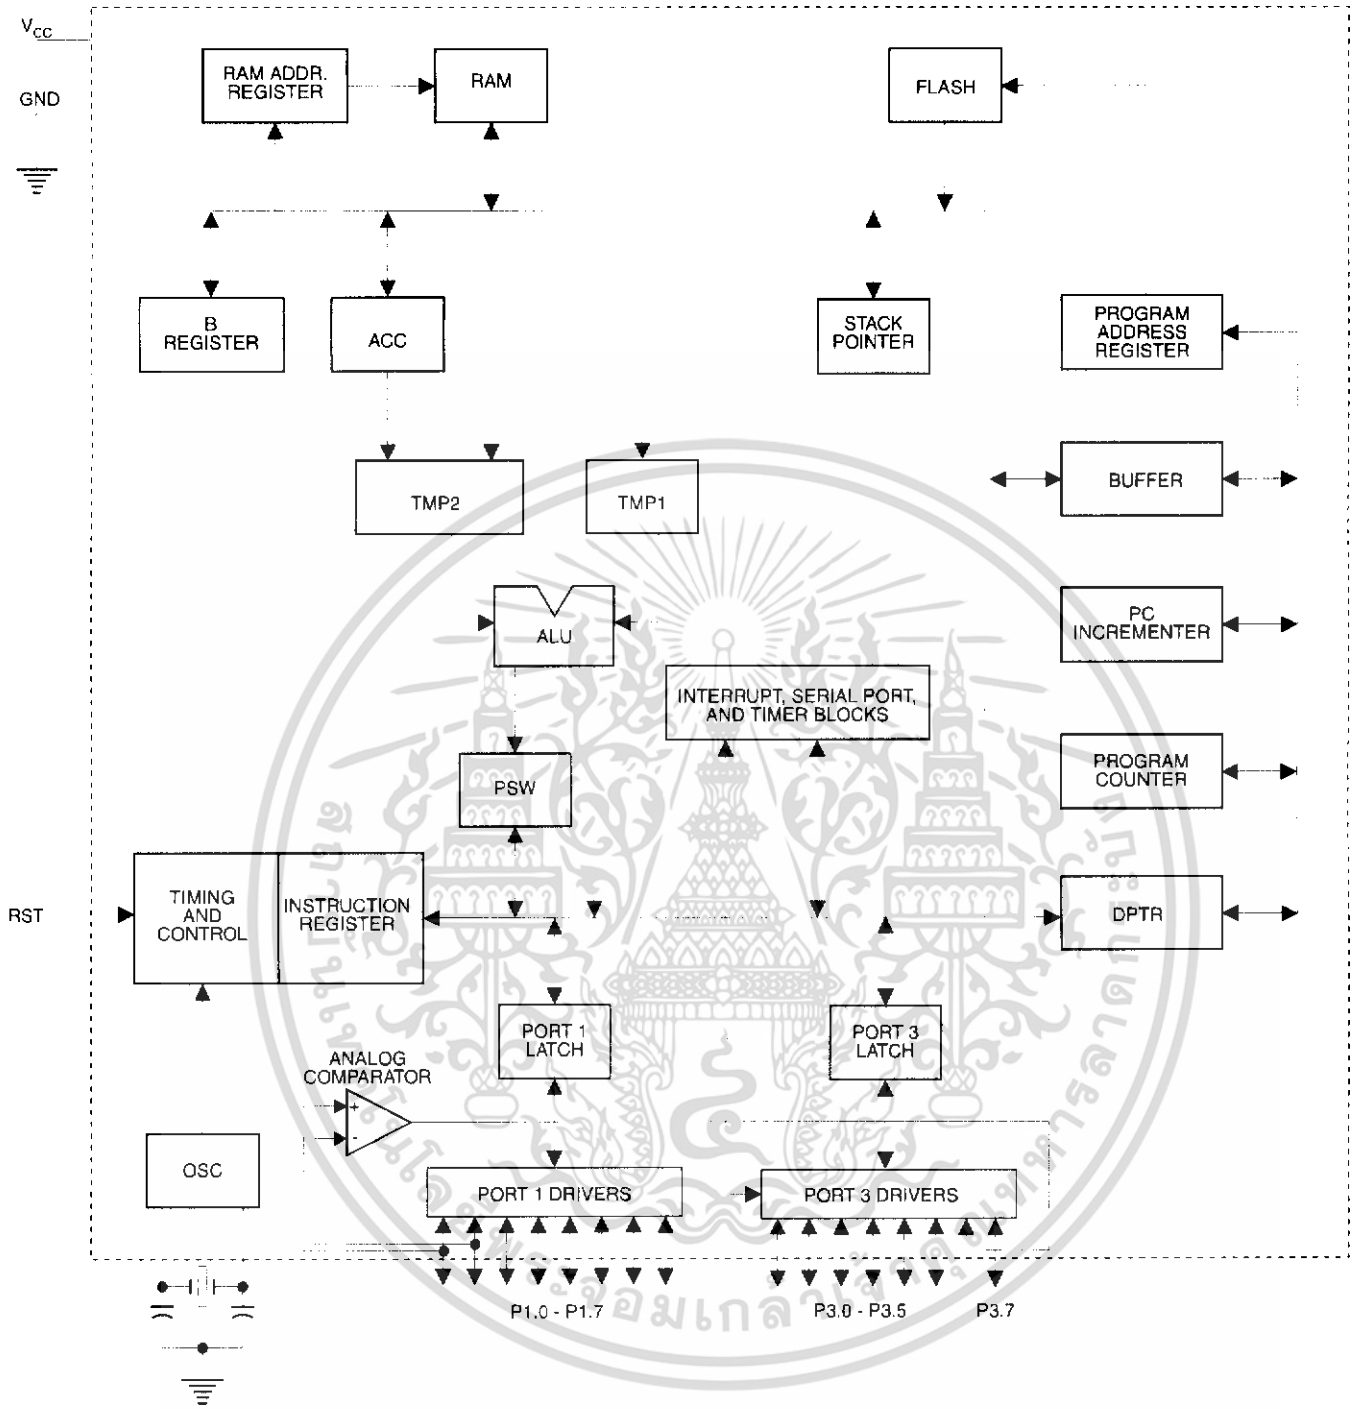 VCC
GND
RAM ADDR.
REGISTER
RAM
FLASH
B
REGISTER
ACC
STACK
POINTER
PROGRAM
ADDRESS
REGISTER
TMP2
TMP1
BUFFER
ALU
PC
INCREMENTER
INTERRUPT, SERIAL PORT,
AND TIMER BLOCKS
PSW
PROGRAM
COUNTER
RST
TIMING
AND
CONTROL
INSTRUCTION
REGISTER
DPTR
PORT 1
LATCH
PORT 3
LATCH
ANALOG
COMPARATOR
+
-
OSC
PORT 1 DRIVERS
PORT 3 DRIVERS
P1.0 - P1.7
P3.0 - P3.5
P3.7